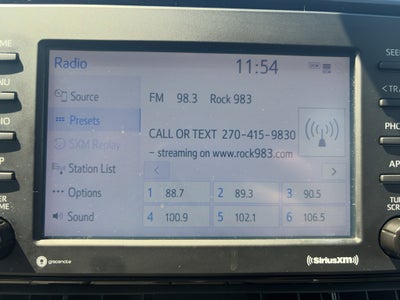 Radio 11:54
Source
Presets
SXM Replay
Station List
Options
Sound
FM 98.3 Rock 983
CALL OR TEXT 270-415-9830
~ streaming on www.rock983.com
1 88.7 2 89.3 3 90.5
4 100.9 5 102.1 6 106.5
gracenote
SiriusXM